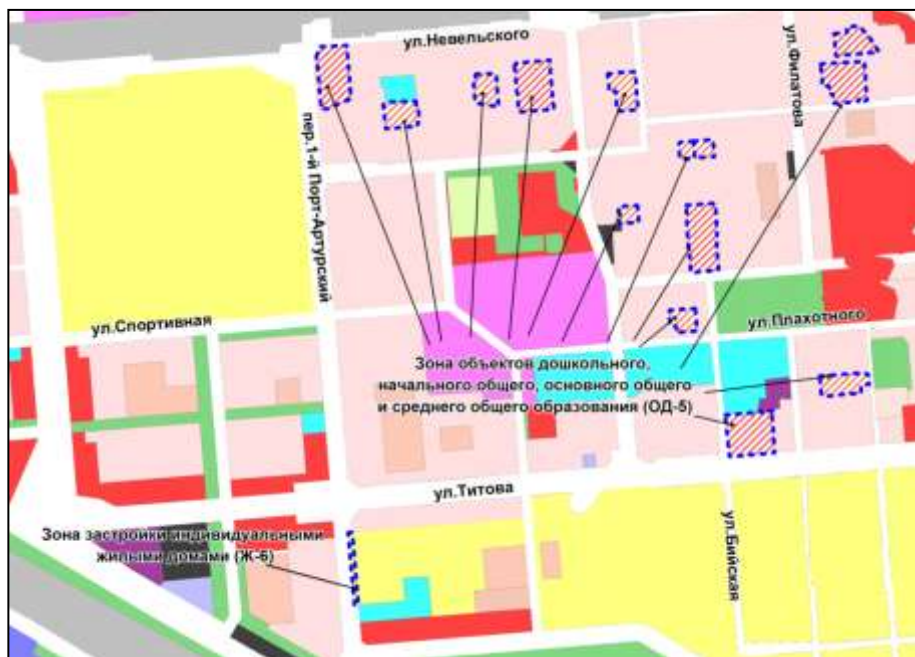 ул.Невельского
ул.Филатова
пер.1-й Порт-Артурский
ул.Спортивная
ул.Плахотного
Зона объектов дошкольного,
начального общего, основного общего
и среднего общего образования (ОД-5)
ул.Титова
Зона застройки индивидуальными
жилыми домами (Ж-6)
ул.Бийская